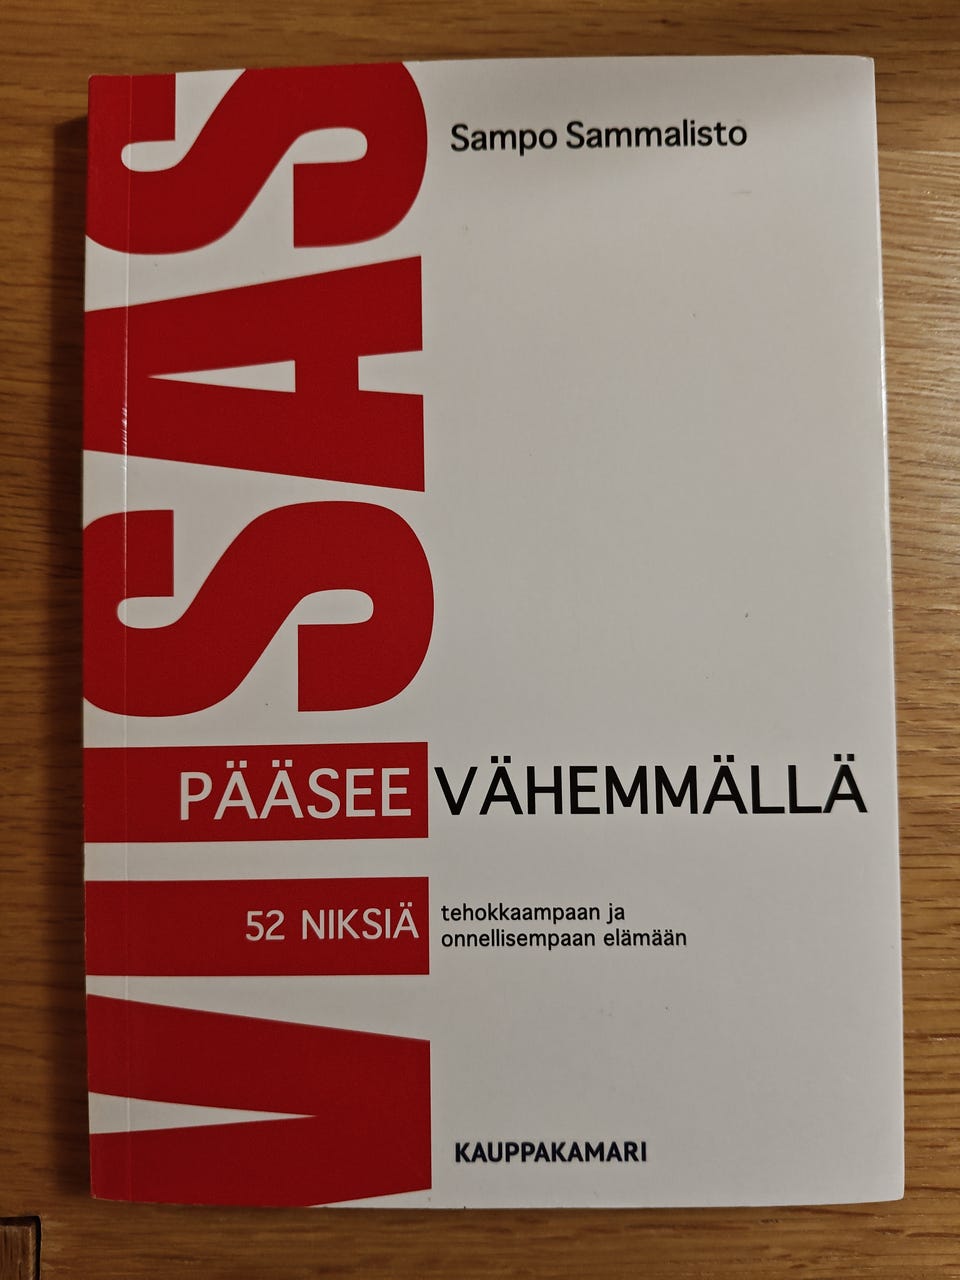 Sampo Sammalisto
VIISAS
PÄÄSEE VÄHEMMÄLLÄ
52 NIKSIÄ tehokkaampaan ja
onnellisempaan elämään
KAUPPAKAMARI